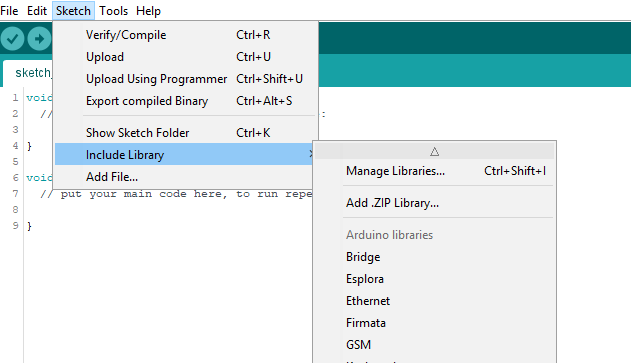 File Edit Sketch Tools Help
Verify/Compile Ctrl+R
Upload Ctrl+U
Upload Using Programmer Ctrl+Shift+U
Export compiled Binary Ctrl+Alt+S
Show Sketch Folder Ctrl+K
Include Library
Add File...
sketch_
1 void
2 // :
3
4 }
5
6 void
7 // put your main code here, to run repe
8
9 }
Manage Libraries... Ctrl+Shift+I
Add .ZIP Library...
Arduino libraries
Bridge
Esplora
Ethernet
Firmata
GSM